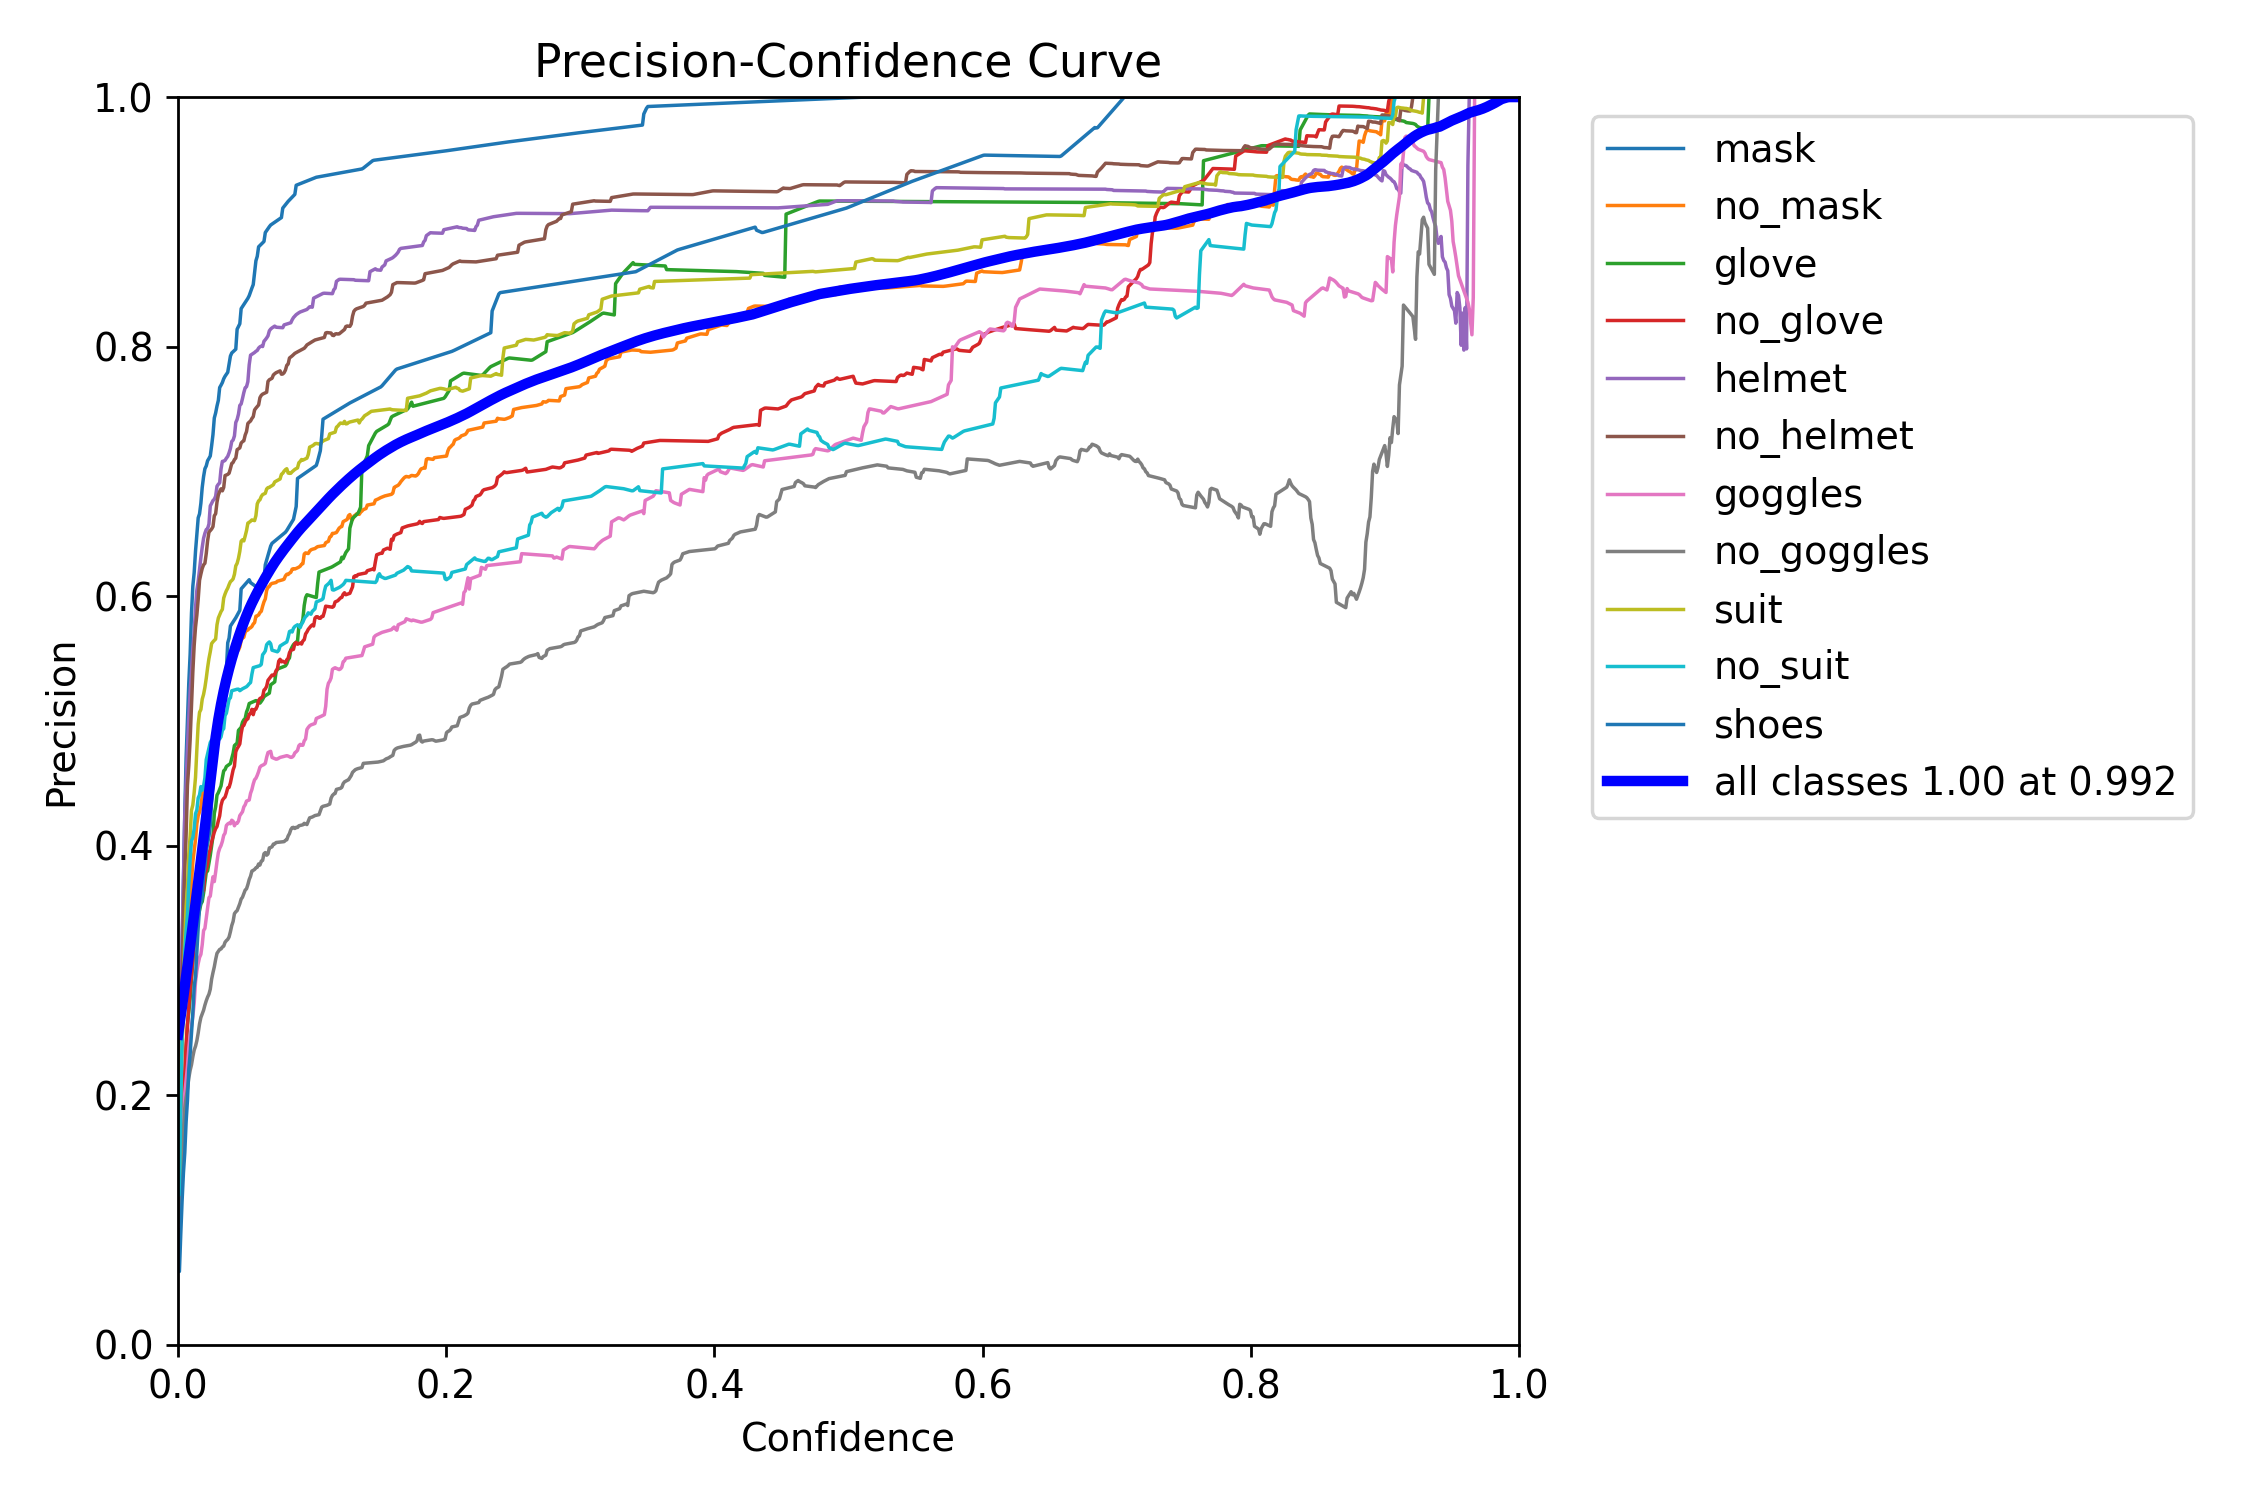 Precision-Confidence Curve
1.0
0.8
0.6
0.4
0.2
0.0
Precision
0.0 0.2 0.4 0.6 0.8 1.0
Confidence
mask
no_mask
glove
no_glove
helmet
no_helmet
goggles
no_goggles
suit
no_suit
shoes
all classes 1.00 at 0.992